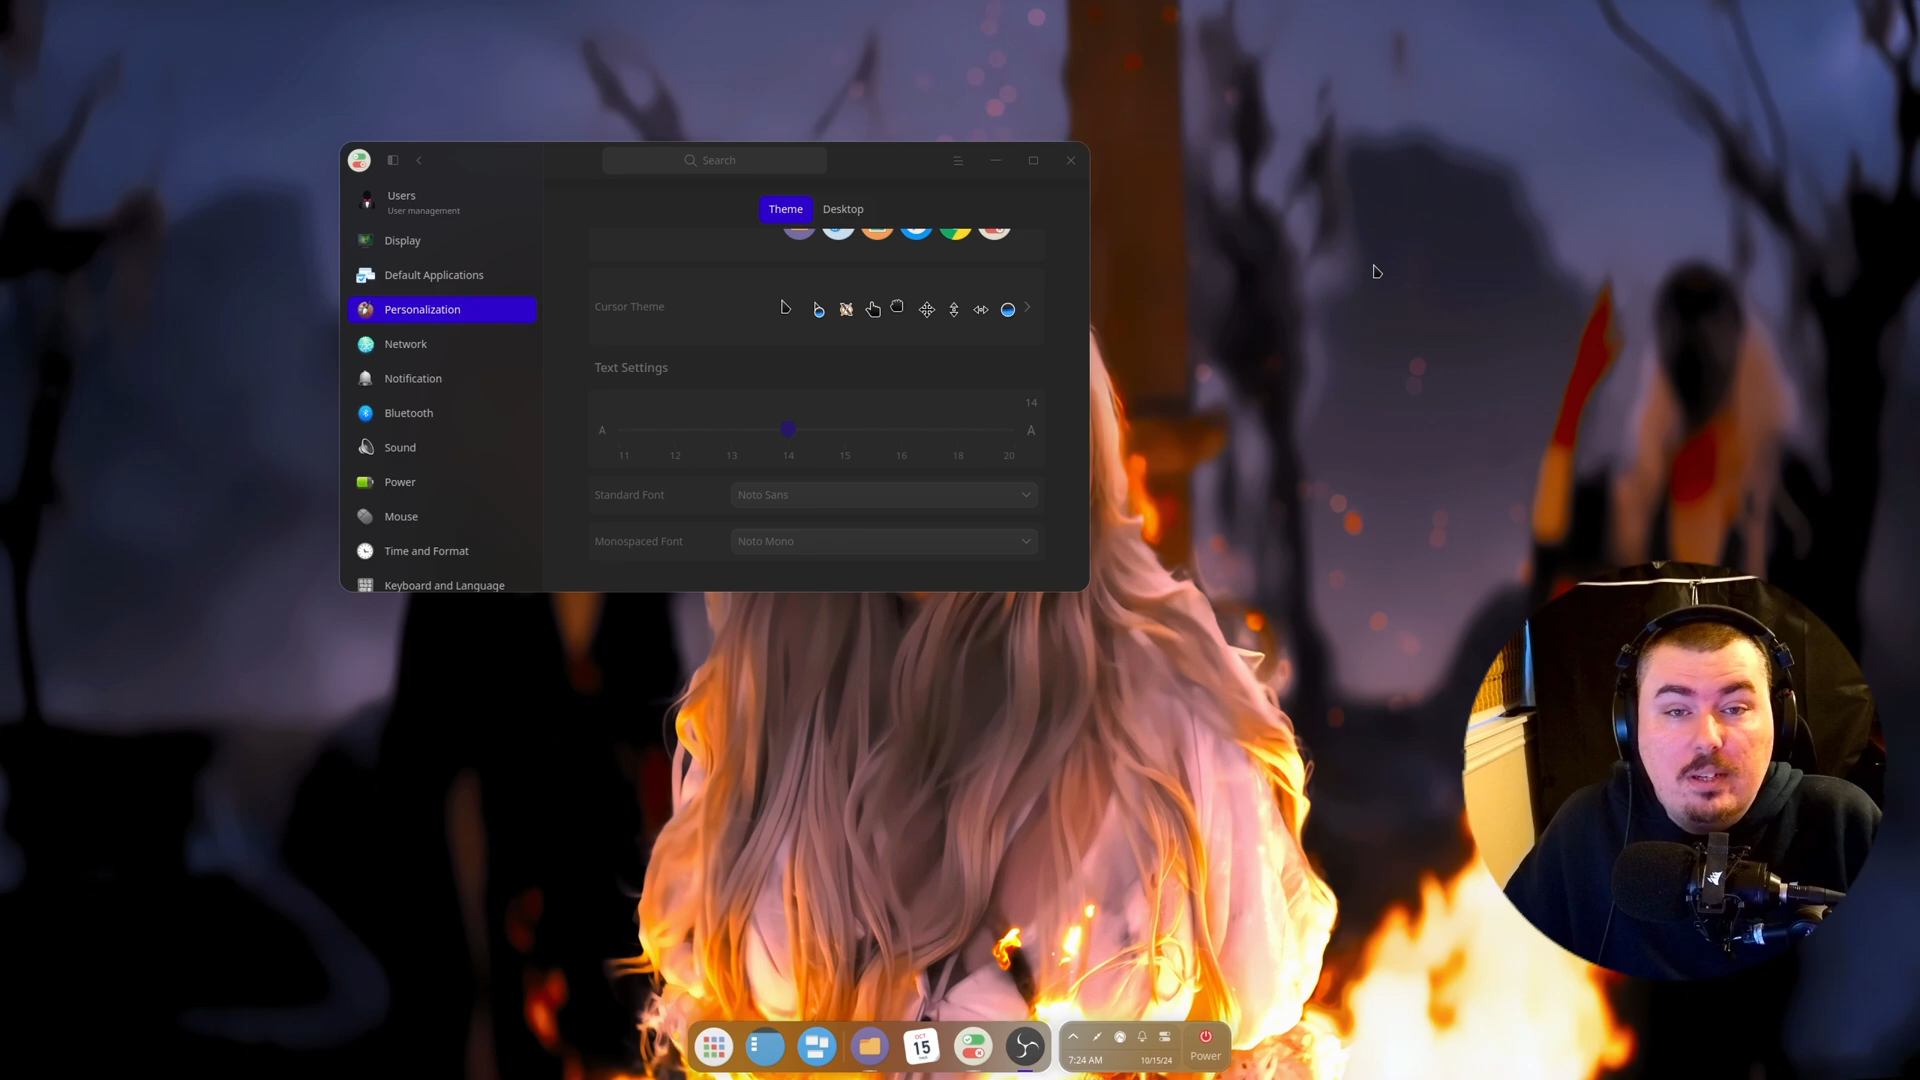 Search
Users
User management
Display
Default Applications
Personalization
Network
Notification
Bluetooth
Sound
Power
Mouse
Time and Format
Keyboard and Language
Theme Desktop
Cursor Theme
Text Settings
14
A A
11 12 13 14 15 16 18 20
Standard Font Noto Sans
Monospaced Font Noto Mono
OCT
15
7:24 AM 10/15/24
Power